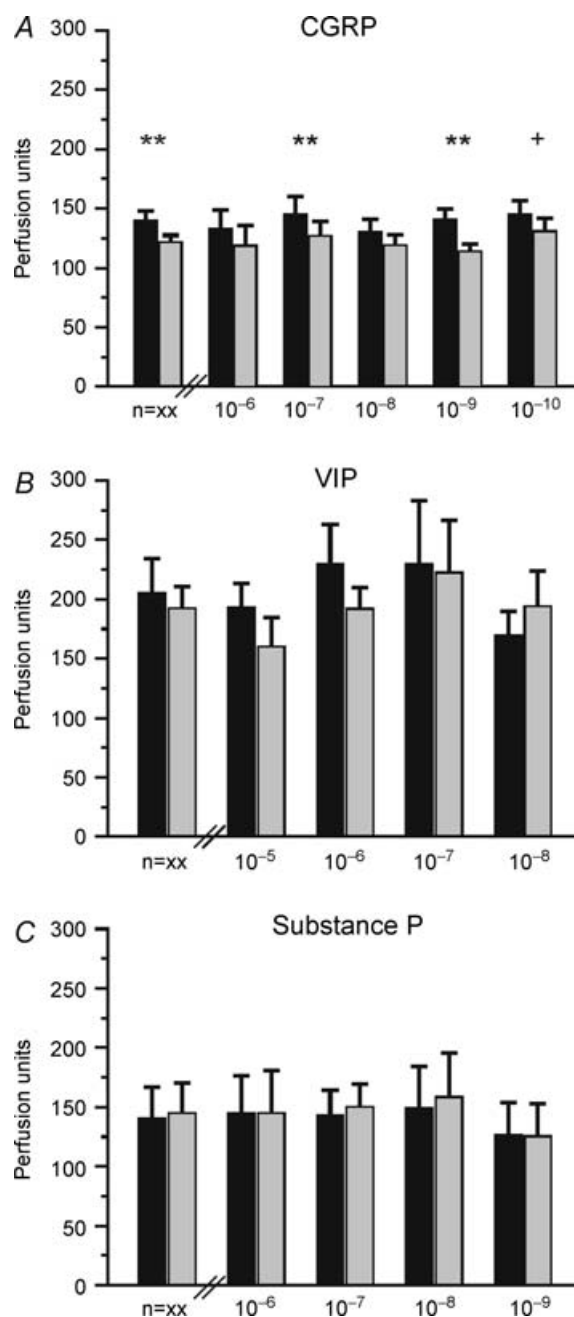 A
CGRP
300
250
200
150
100
50
0
Perfusion units
** ** ** +
n=xx 10⁻⁶ 10⁻⁷ 10⁻⁸ 10⁻⁹ 10⁻¹⁰
B
VIP
300
250
200
150
100
50
0
Perfusion units
n=xx 10⁻⁵ 10⁻⁶ 10⁻⁷ 10⁻⁸
C
Substance P
300
250
200
150
100
50
0
Perfusion units
n=xx 10⁻⁶ 10⁻⁷ 10⁻⁸ 10⁻⁹